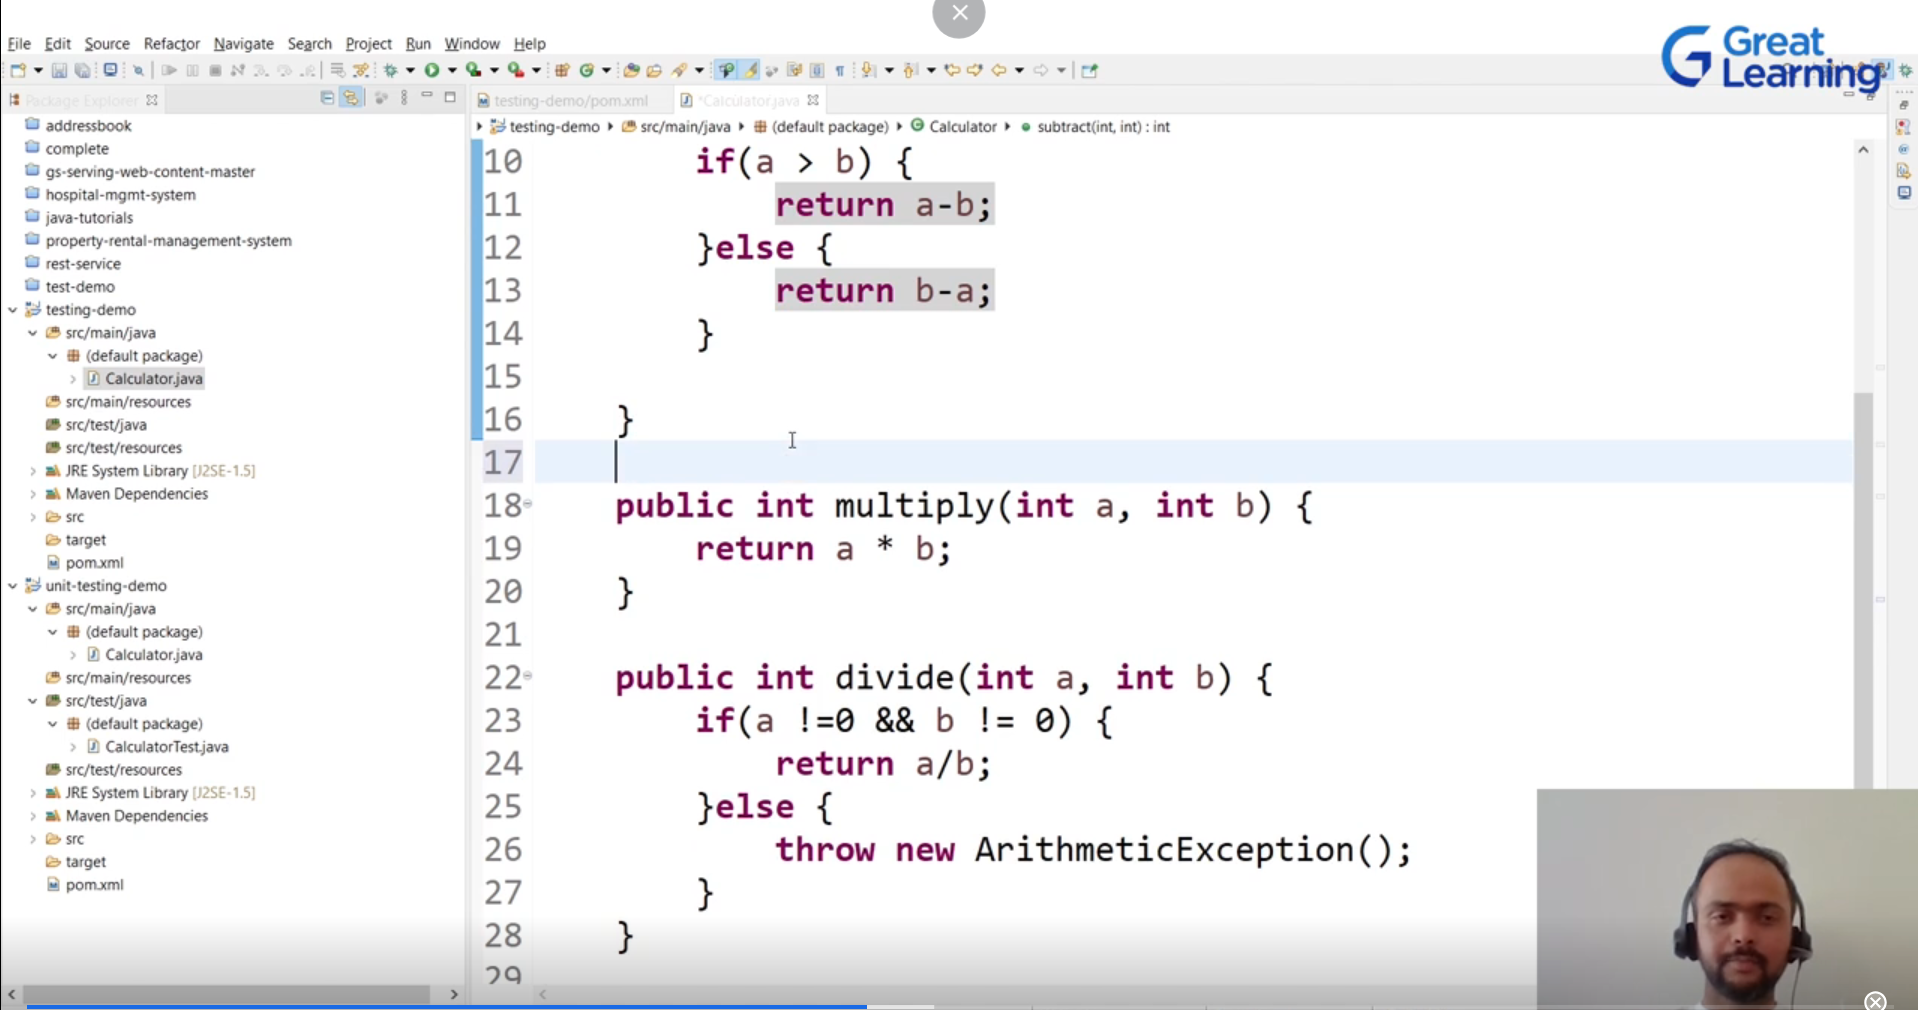 Great
Learning
File Edit Source Refactor Navigate Search Project Run Window Help
Package Explorer
testing-demo/pom.xml
*Calculator.java
testing-demo
src/main/java
(default package)
Calculator
subtract(int, int) : int
addressbook
complete
gs-serving-web-content-master
hospital-mgmt-system
java-tutorials
property-rental-management-system
rest-service
test-demo
testing-demo
src/main/java
(default package)
Calculator.java
src/main/resources
src/test/java
src/test/resources
JRE System Library [J2SE-1.5]
Maven Dependencies
src
target
pom.xml
unit-testing-demo
src/main/java
(default package)
Calculator.java
src/main/resources
src/test/java
(default package)
CalculatorTest.java
src/test/resources
JRE System Library [J2SE-1.5]
Maven Dependencies
src
target
pom.xml
10 if(a > b) {
11 return a-b;
12 }else {
13 return b-a;
14 }
15
16 }
17
18 public int multiply(int a, int b) {
19 return a * b;
20 }
21
22 public int divide(int a, int b) {
23 if(a !=0 && b != 0) {
24 return a/b;
25 }else {
26 throw new ArithmeticException();
27 }
28 }
29